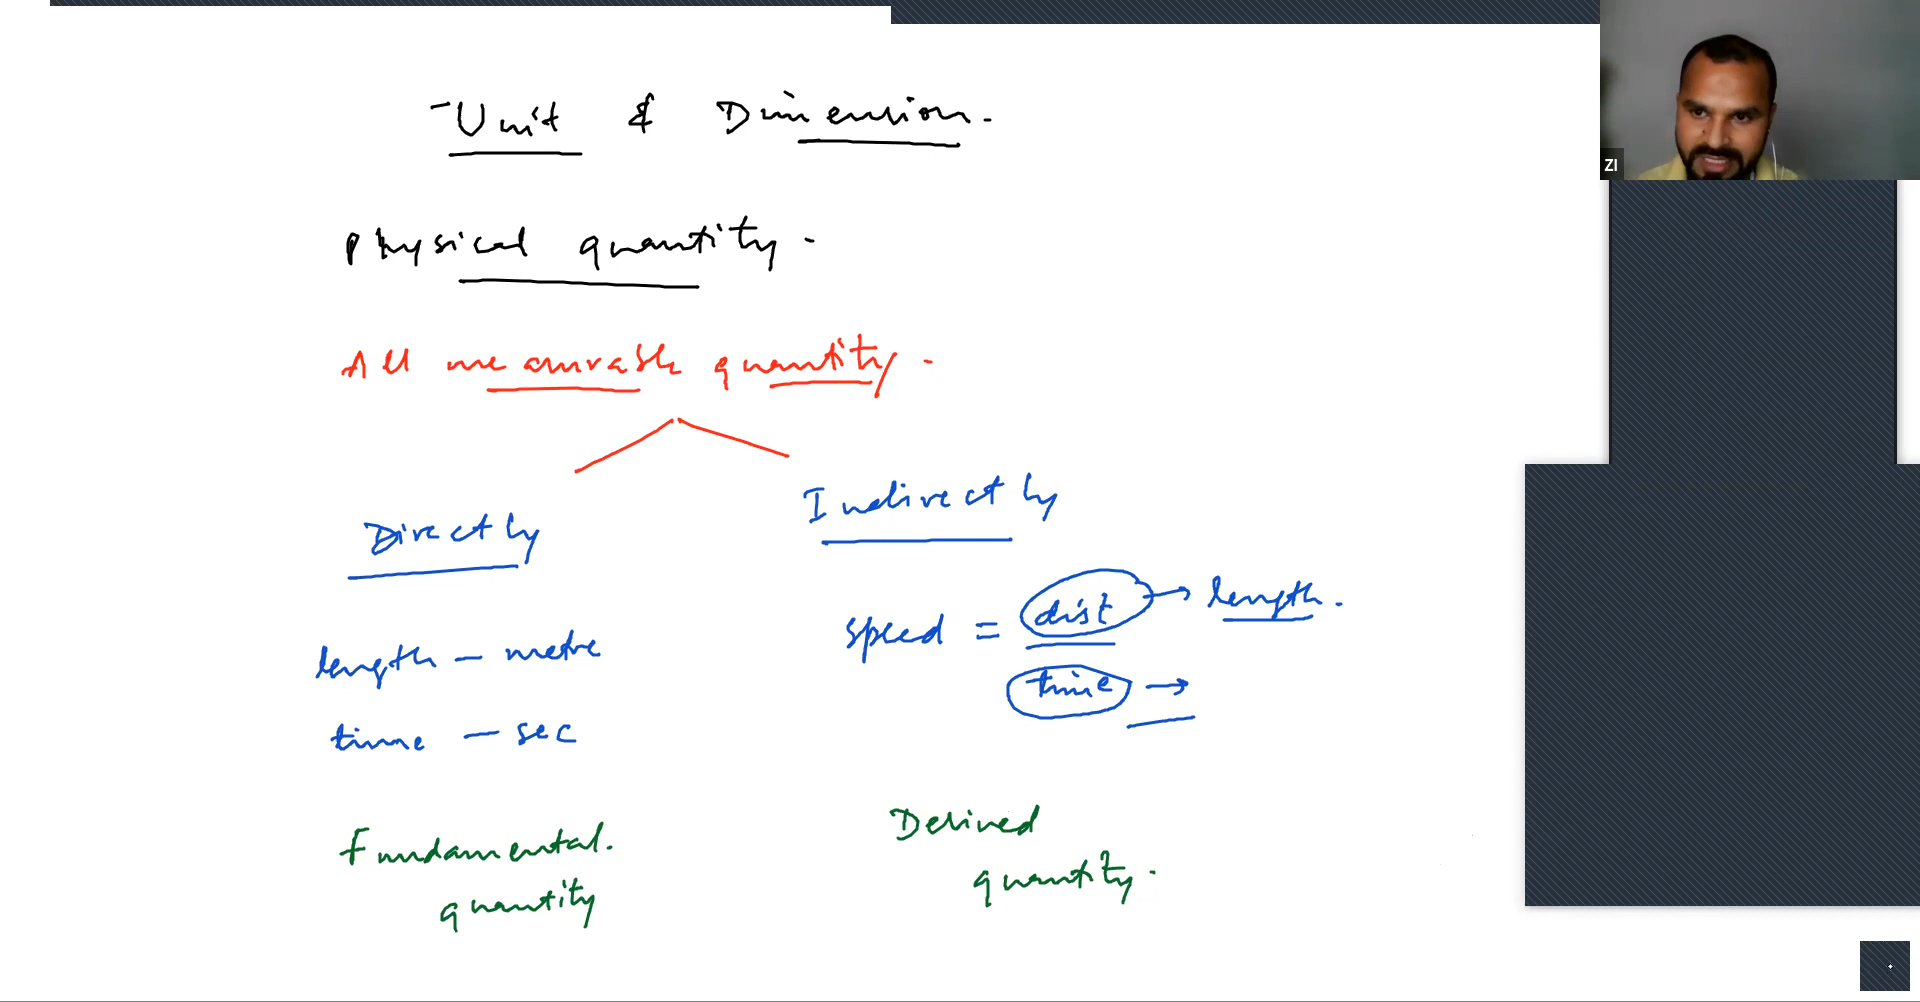 Unit & Dimension.
Physical quantity.
All measurable quantity.
Directly
Indirectly
length - metre
time - sec
speed = dist → length.
time →
Fundamental.
quantity
Derived
quantity.
ZI